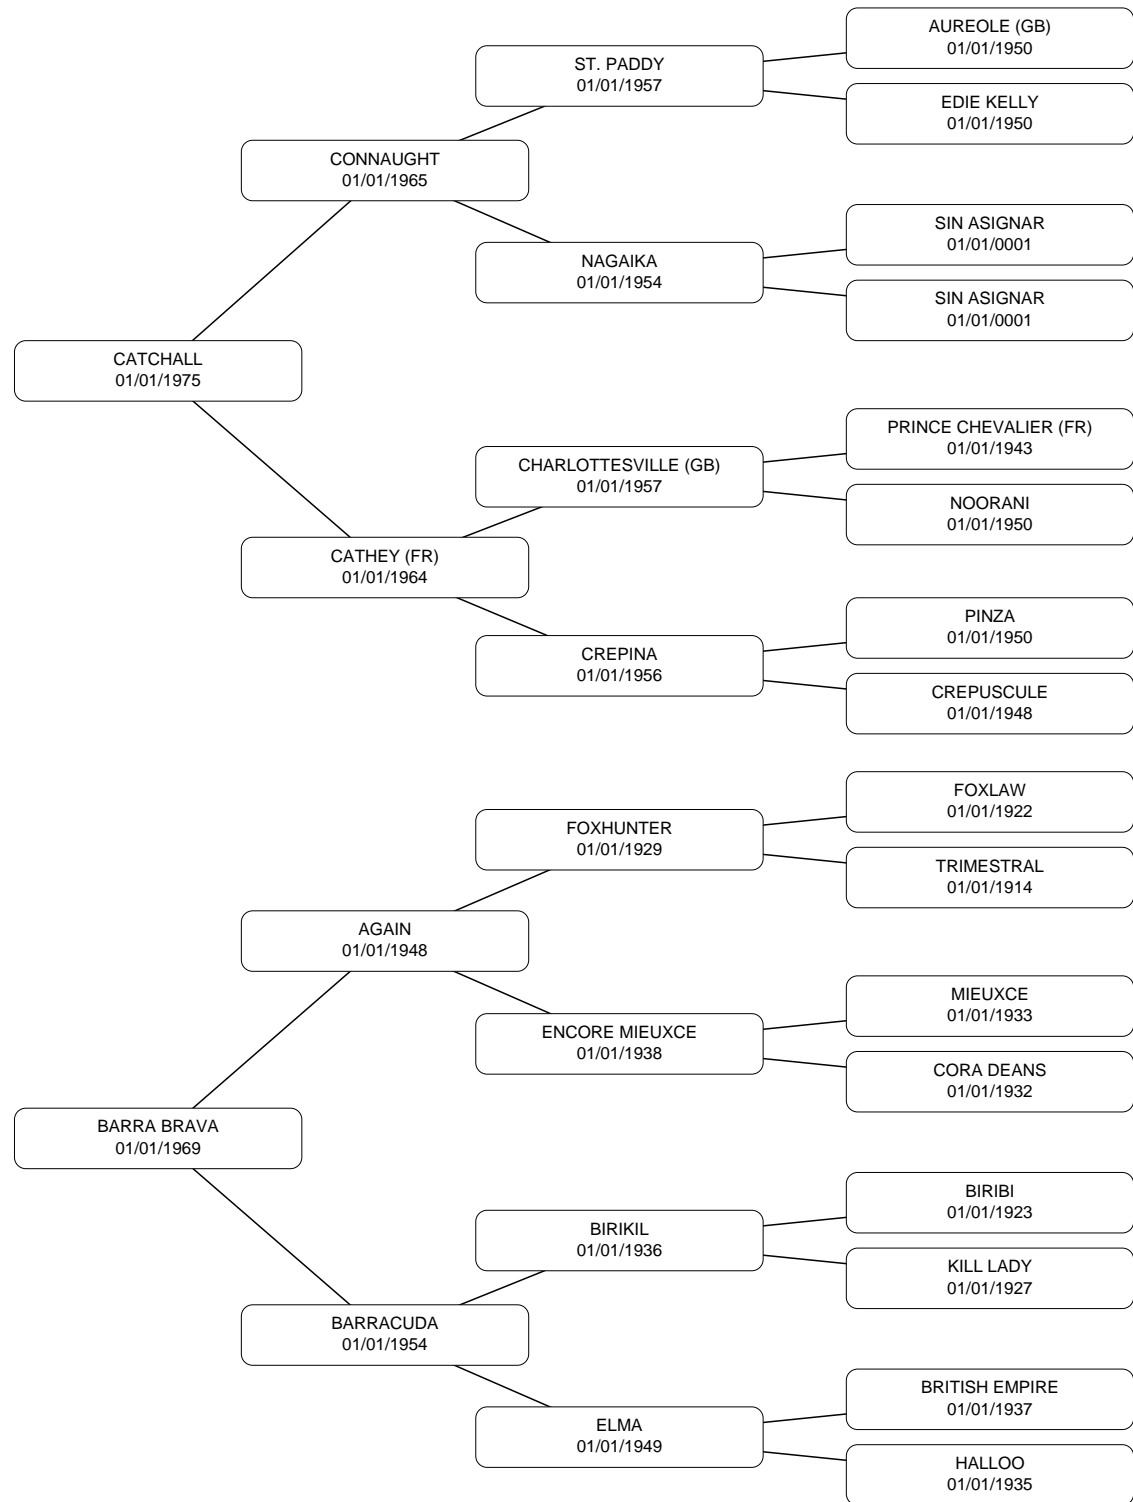 AUREOLE (GB)
01/01/1950
ST. PADDY
01/01/1957
EDIE KELLY
01/01/1950
CONNAUGHT
01/01/1965
SIN ASIGNAR
01/01/0001
NAGAIKA
01/01/1954
SIN ASIGNAR
01/01/0001
CATCHALL
01/01/1975
PRINCE CHEVALIER (FR)
01/01/1943
CHARLOTTESVILLE (GB)
01/01/1957
NOORANI
01/01/1950
CATHEY (FR)
01/01/1964
PINZA
01/01/1950
CREPINA
01/01/1956
CREPUSCULE
01/01/1948
FOXLAW
01/01/1922
FOXHUNTER
01/01/1929
TRIMESTRAL
01/01/1914
AGAIN
01/01/1948
MIEUXCE
01/01/1933
ENCORE MIEUXCE
01/01/1938
CORA DEANS
01/01/1932
BARRA BRAVA
01/01/1969
BIRIBI
01/01/1923
BIRIKIL
01/01/1936
KILL LADY
01/01/1927
BARRACUDA
01/01/1954
BRITISH EMPIRE
01/01/1937
ELMA
01/01/1949
HALLOO
01/01/1935